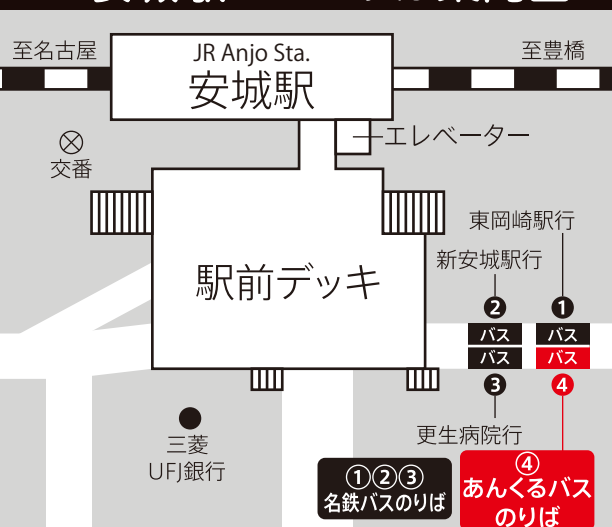 至名古屋
JR Anjo Sta.
安城駅
至豊橋
エレベーター
交番
東岡崎駅行
新安城駅行
駅前デッキ
② ①
バス バス
バス バス
③ ④
更生病院行
三菱
UFJ銀行
①②③
名鉄バスのりば
④
あんくるバス
のりば